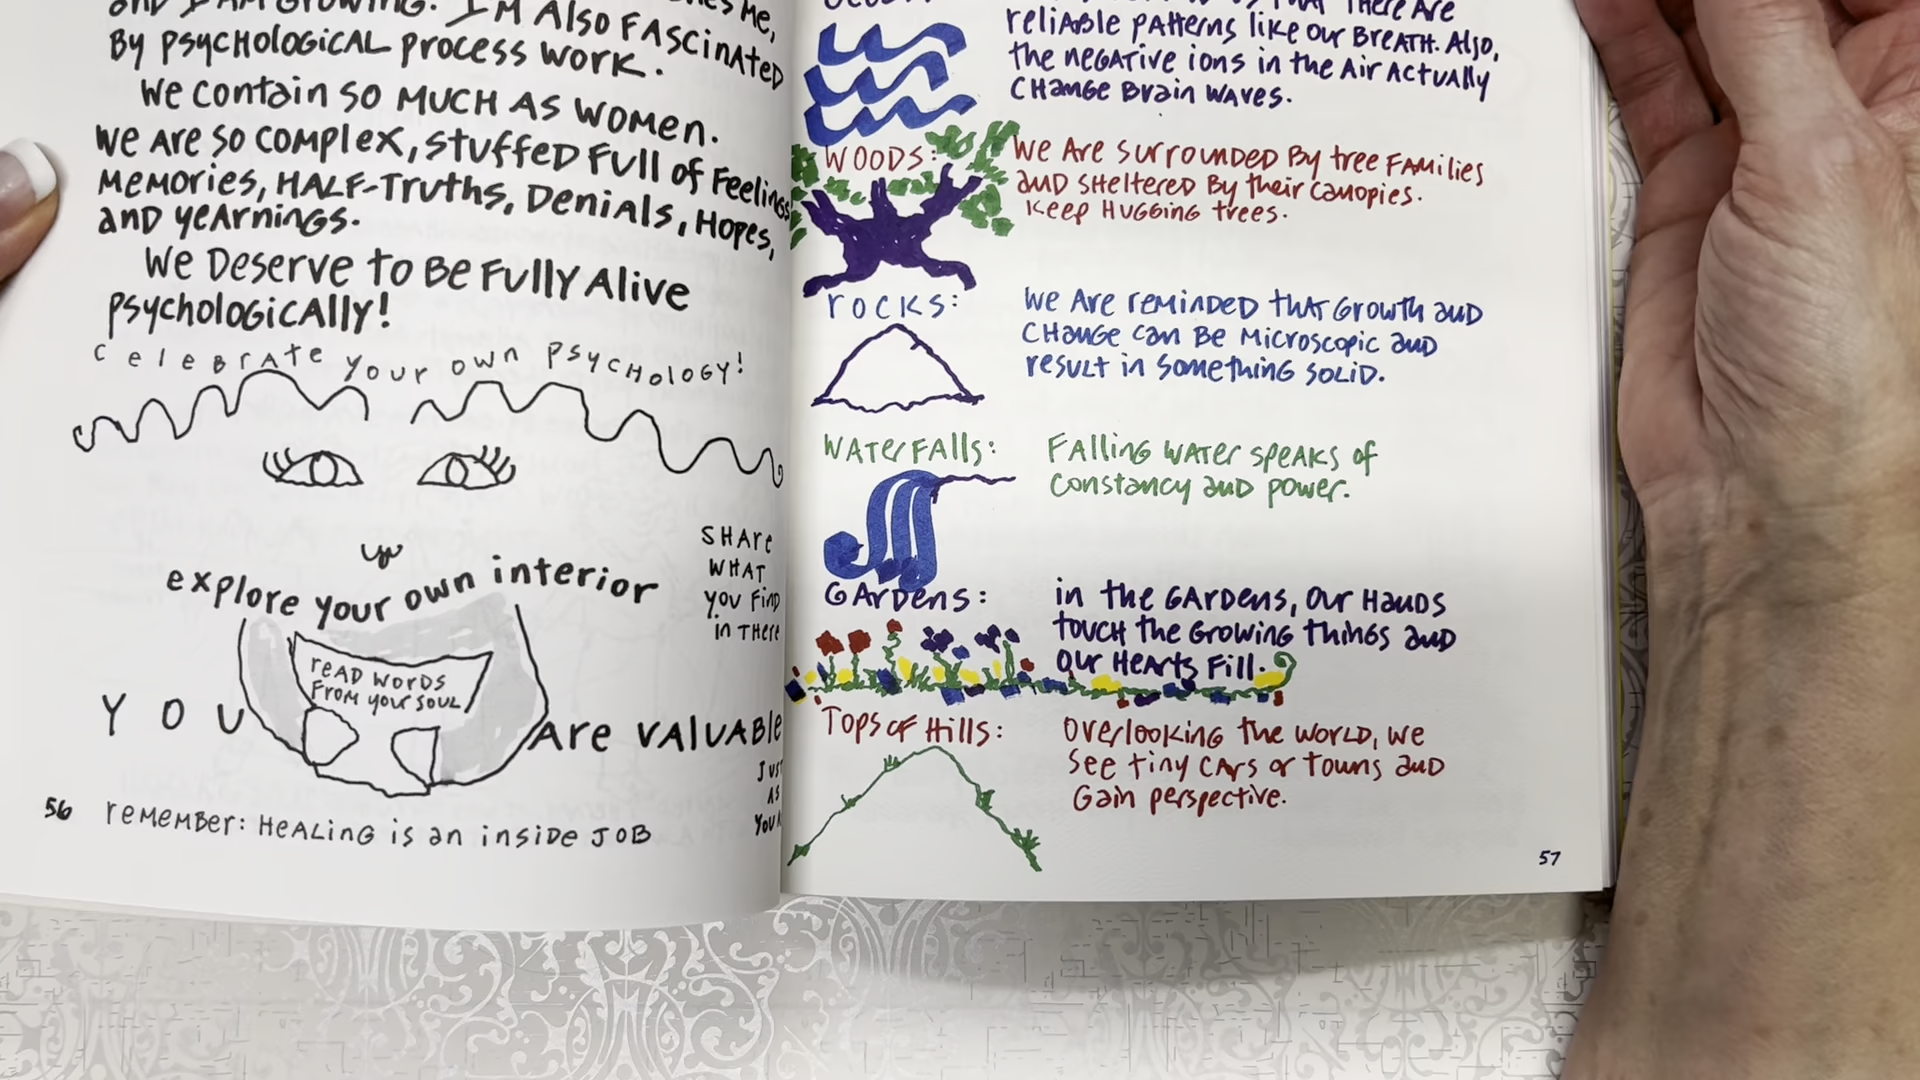 and I AM GROWING. I'M Also FASCINATED
By PSYCHOLOGICAL process work.
We contain so MUCH AS WOMEN.
We are so complex, stuffed full of Feelings
Memories, HALF-Truths, Denials, Hopes,
and yearnings.
We Deserve to Be Fully Alive
psychologically!
celebrate your own psychology!
explore your own interior
SHARE
WHAT
you Find
in THERE
reAD words
From your soul
YOU are valuable
JUST
AS
YOU
56 remember: Healing is an inside JOB
THERE Are
reliable patterns like our Breath. Also,
the negative ions in the Air Actually
Change Brain waves.
WOODS: We Are surrounded By tree Families
and sheltered By their canopies.
Keep Hugging trees.
rocks: We Are reminded that Growth and
Change can Be Microscopic and
result in something solid.
Waterfalls: Falling water speaks of
constancy and power.
Gardens: in the Gardens, our Hands
touch the Growing things and
our Hearts Fill.
Tops of Hills: Overlooking the world, we
see tiny cars or towns and
Gain perspective.
57